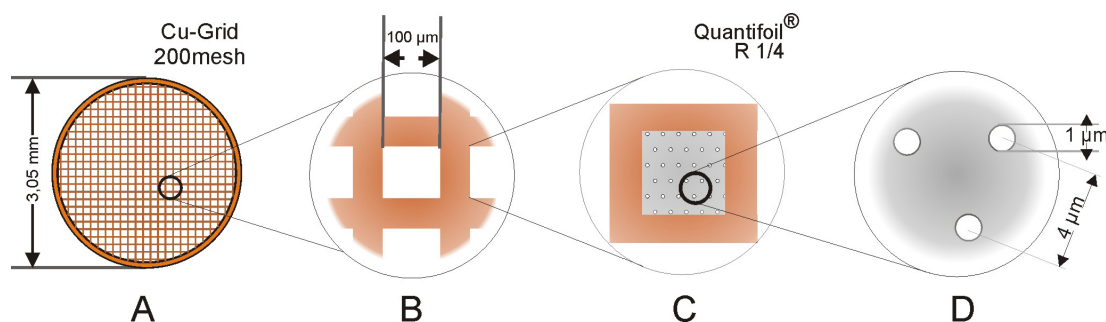 Cu-Grid
200mesh
3,05 mm
100 µm
Quantifoil®
R 1/4
1 µm
4 µm
A
B
C
D